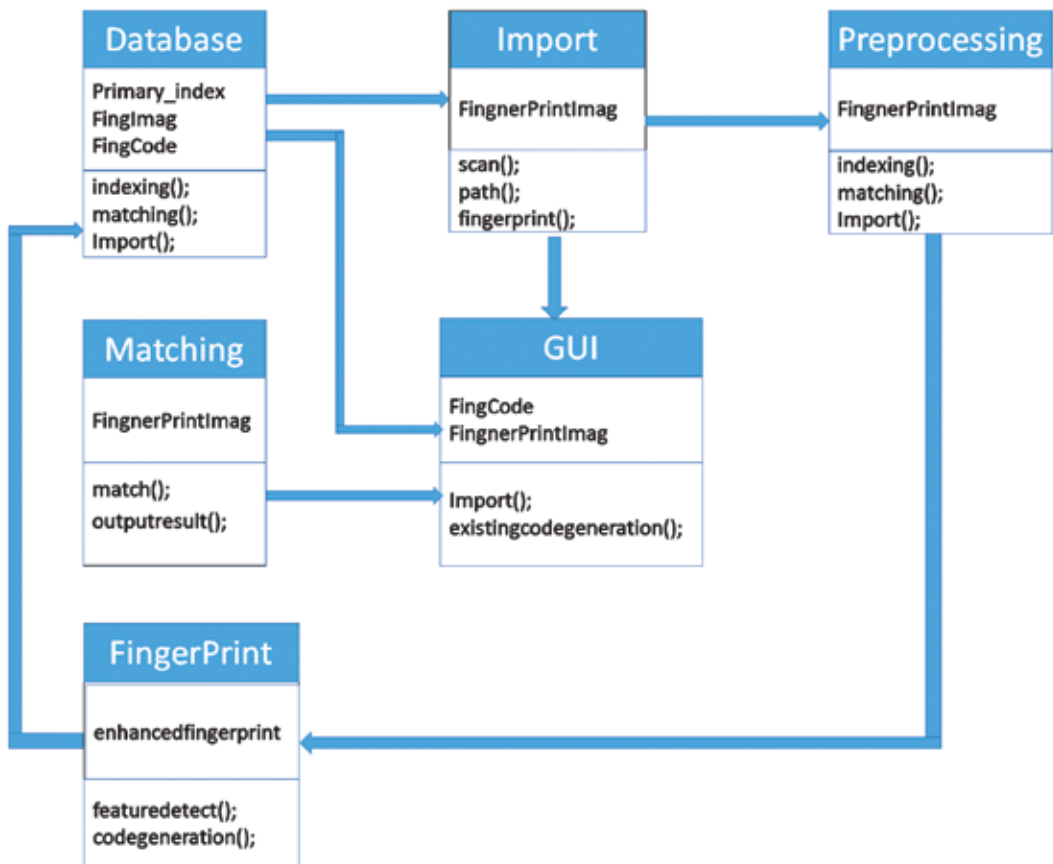 Database
Primary_index
FingImag
FingCode
indexing();
matching();
Import();
Import
FingnerPrintImag
scan();
path();
fingerprint();
Preprocessing
FingnerPrintImag
indexing();
matching();
Import();
Matching
FingnerPrintImag
match();
outputresult();
GUI
FingCode
FingnerPrintImag
Import();
existingcodegeneration();
FingerPrint
enhancedfingerprint
featuredetect();
codegeneration();